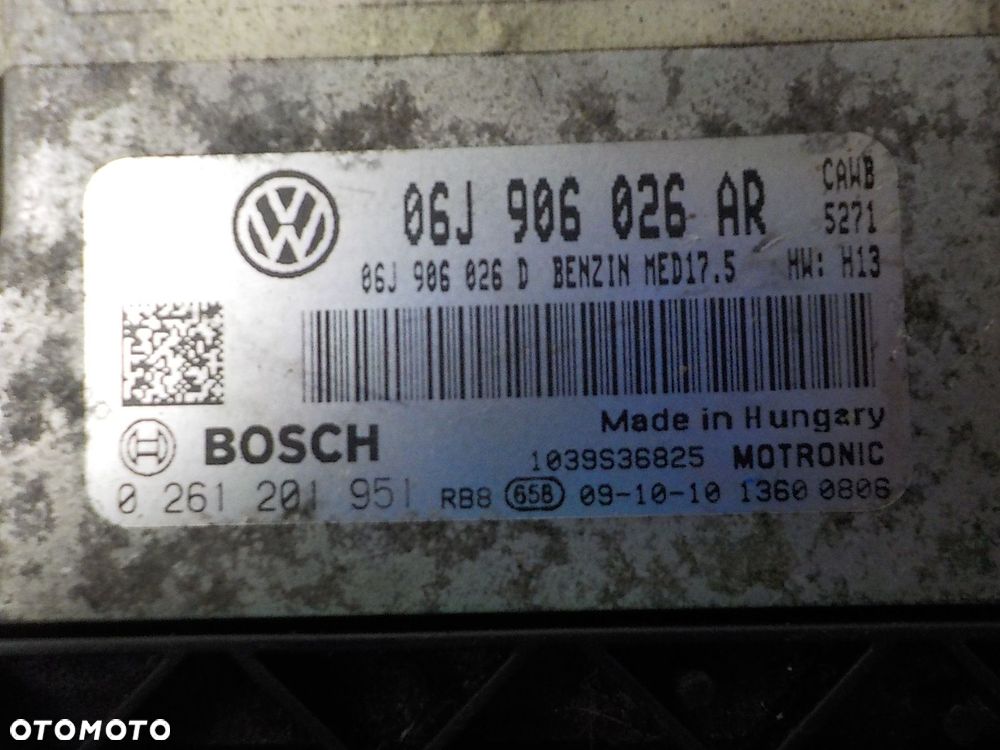 06J 906 026 AR
CAWB
5271
06J 906 026 D BENZIN MED17.5 HW: H13
Made in Hungary
BOSCH
1039S36825 MOTRONIC
0 261 201 951 RB8 65B 09-10-10 1360 0806
OTOMOTO